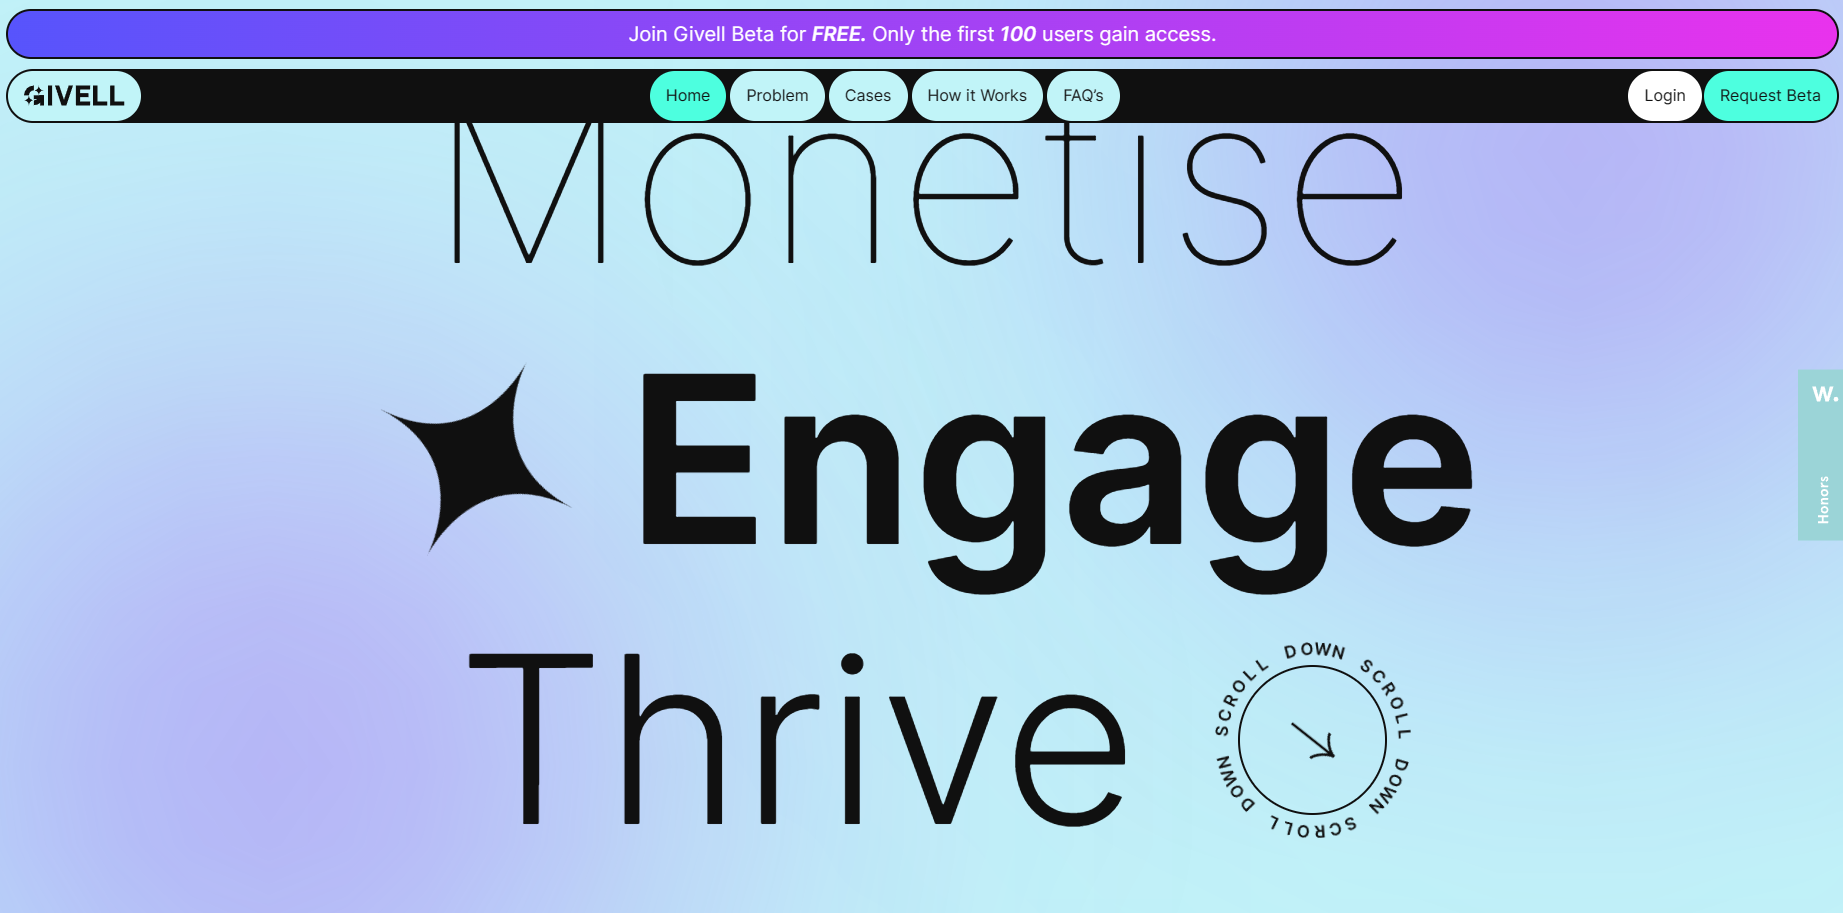 Join Givell Beta for FREE. Only the first 100 users gain access.
GIVELL
Home
Problem
Cases
How it Works
FAQ’s
Login
Request Beta
Monetise
Engage
Thrive
W.
Honors
SCROLL DOWN SCROLL DOWN SCROLL DOWN